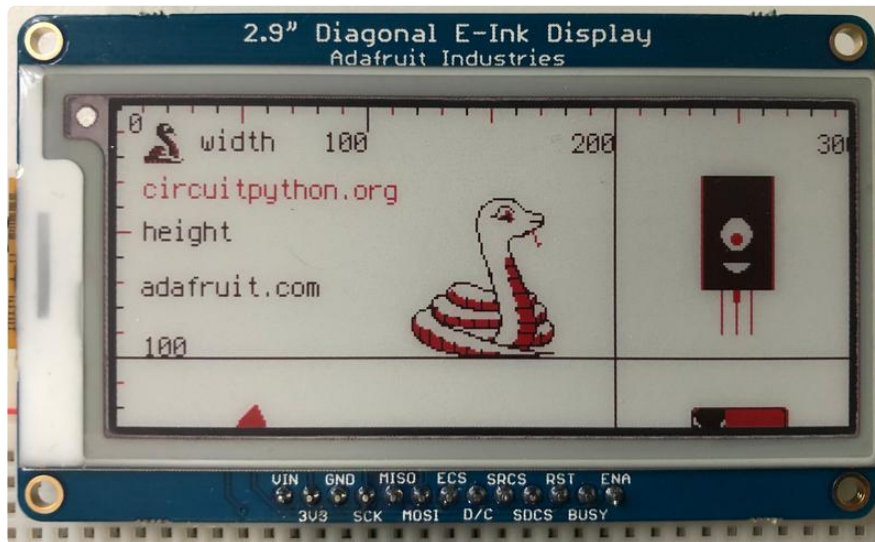 2.9" Diagonal E-Ink Display
Adafruit Industries
0
width 100 200 30
circuitpython.org
height
adafruit.com
100
VIN GND MISO ECS SRCS RST ENA
3V3 SCK MOSI D/C SDCS BUSY